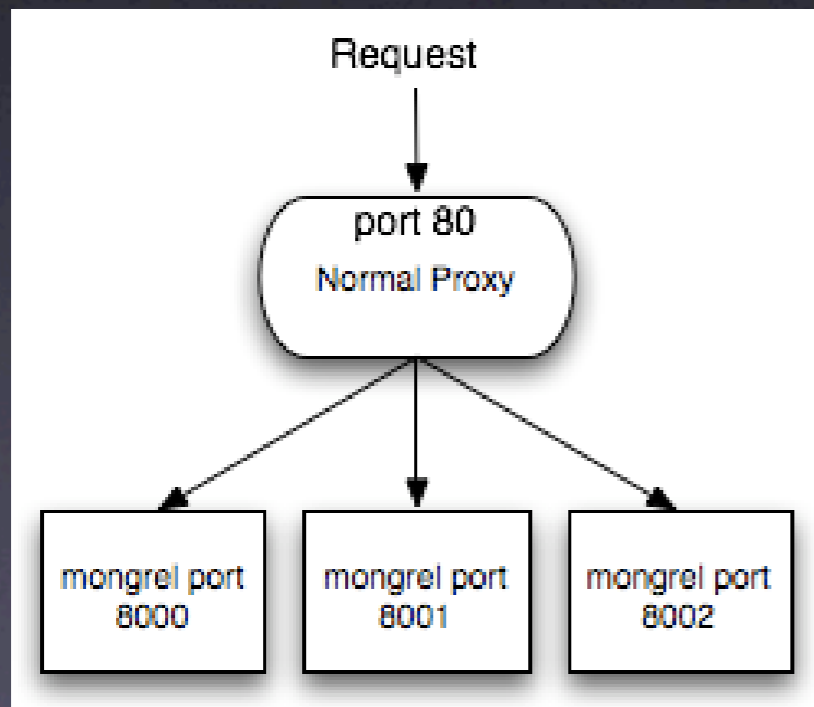 Request
port 80
Normal Proxy
mongrel port
8000
mongrel port
8001
mongrel port
8002